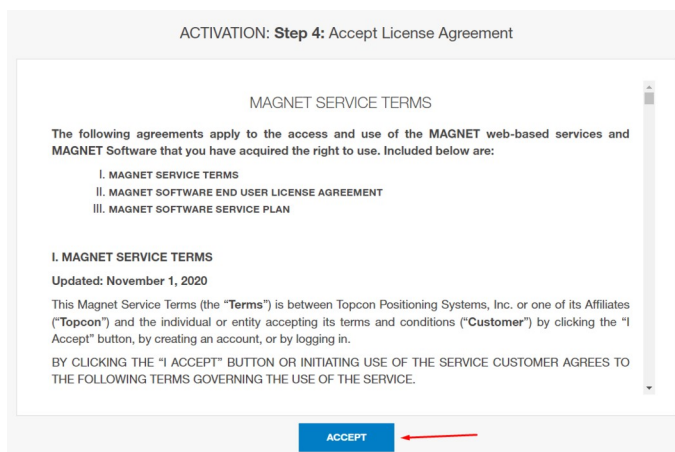 ACTIVATION: Step 4: Accept License Agreement
MAGNET SERVICE TERMS
The following agreements apply to the access and use of the MAGNET web-based services and
MAGNET Software that you have acquired the right to use. Included below are:
I. MAGNET SERVICE TERMS
II. MAGNET SOFTWARE END USER LICENSE AGREEMENT
III. MAGNET SOFTWARE SERVICE PLAN
I. MAGNET SERVICE TERMS
Updated: November 1, 2020
This Magnet Service Terms (the “Terms”) is between Topcon Positioning Systems, Inc. or one of its Affiliates
(“Topcon”) and the individual or entity accepting its terms and conditions (“Customer”) by clicking the “I
Accept” button, by creating an account, or by logging in.
BY CLICKING THE “I ACCEPT” BUTTON OR INITIATING USE OF THE SERVICE CUSTOMER AGREES TO
THE FOLLOWING TERMS GOVERNING THE USE OF THE SERVICE.
ACCEPT